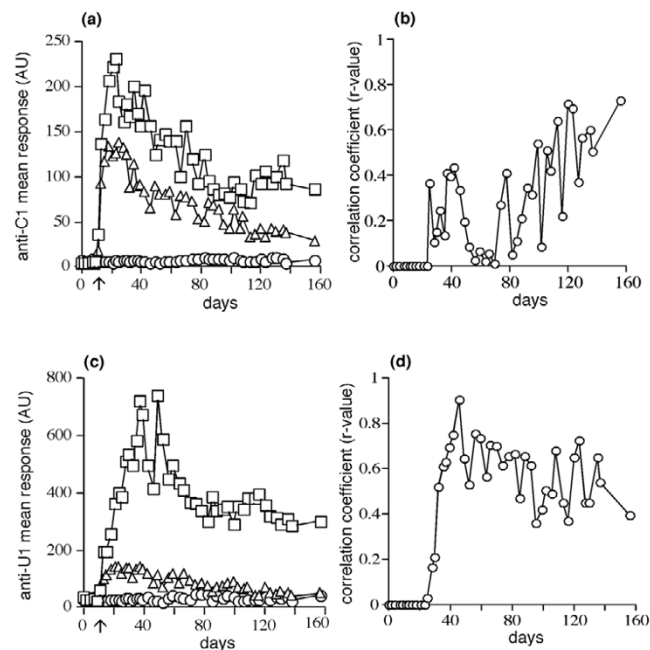 (a)
anti-C1 mean response (AU)
250
200
150
100
50
0
0 40 80 120 160
days
(b)
correlation coefficient (r-value)
1
0.8
0.6
0.4
0.2
0
0 40 80 120 160
days
(c)
anti-U1 mean response (AU)
800
600
400
200
0
0 40 80 120 160
days
(d)
correlation coefficient (r-value)
1
0.8
0.6
0.4
0.2
0
0 40 80 120 160
days